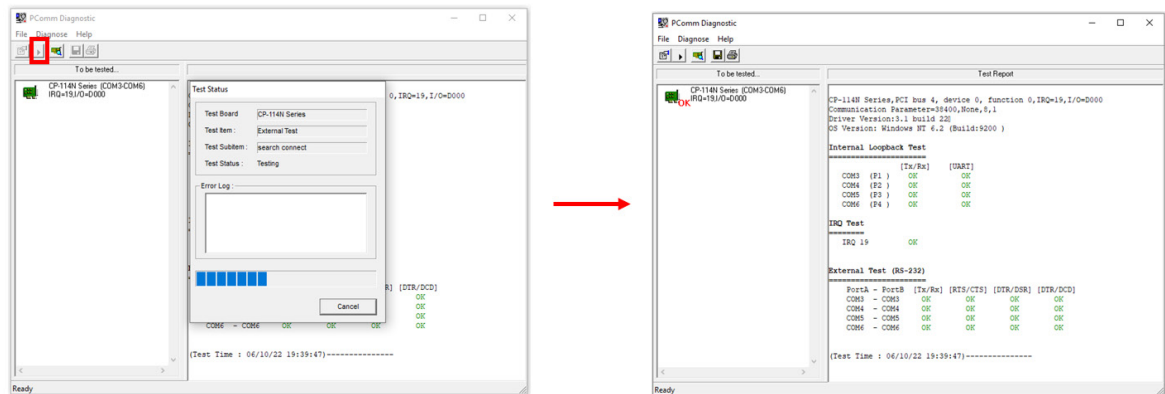 PComm Diagnostic
File Diagnose Help
To be tested...
CP-114N Series (COM3-COM6)
IRQ=19,I/O=D000
0,IRQ=19,I/O=D000
Test Status
Test Board CP-114N Series
Test Item : External Test
Test Subitem : search connect
Test Status : Testing
Error Log :
Cancel
R] [DTR/DCD]
OK
OK
OK
COM6 - COM6 OK OK OK OK
(Test Time : 06/10/22 19:39:47)---------------
Ready
PComm Diagnostic
File Diagnose Help
To be tested...
Test Report
CP-114N Series (COM3-COM6)
IRQ=19,I/O=D000
OK
CP-114N Series,PCI bus 4, device 0, function 0,IRQ=19,I/O=D000
Communication Parameter=38400,None,8,1
Driver Version:3.1 build 22
OS Version: Windows NT 6.2 (Build:9200 )
Internal Loopback Test
======================
[Tx/Rx] [UART]
COM3 (P1 ) OK OK
COM4 (P2 ) OK OK
COM5 (P3 ) OK OK
COM6 (P4 ) OK OK
IRQ Test
========
IRQ 19 OK
External Test (RS-232)
======================
PortA - PortB [Tx/Rx] [RTS/CTS] [DTR/DSR] [DTR/DCD]
COM3 - COM3 OK OK OK OK
COM4 - COM4 OK OK OK OK
COM5 - COM5 OK OK OK OK
COM6 - COM6 OK OK OK OK
(Test Time : 06/10/22 19:39:47)---------------
Ready